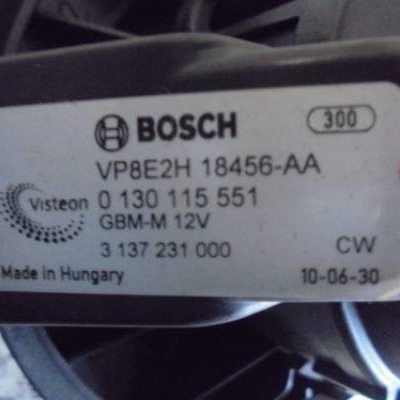 BOSCH 300
VP8E2H 18456-AA
Visteon 0 130 115 551
GBM-M 12V
3 137 231 000 CW
Made in Hungary 10-06-30